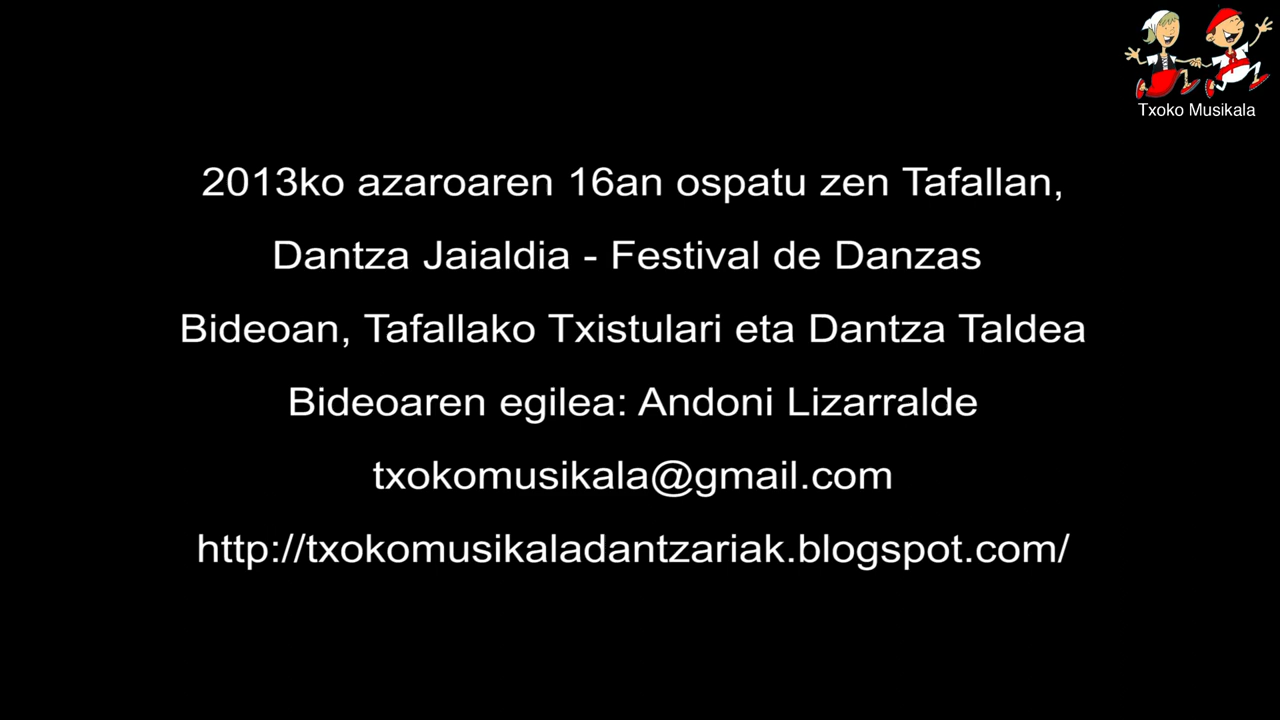 Txoko Musikala
2013ko azaroaren 16an ospatu zen Tafallan,
Dantza Jaialdia - Festival de Danzas
Bideoan, Tafallako Txistulari eta Dantza Taldea
Bideoaren egilea: Andoni Lizarralde
txokomusikala@gmail.com
http://txokomusikaladantzariak.blogspot.com/